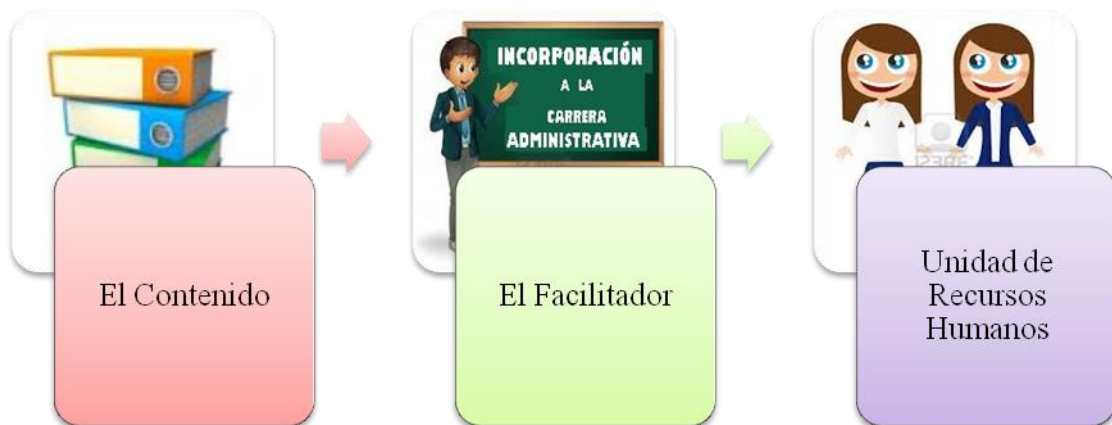 INCORPORACIÓN
A LA
CARRERA
ADMINISTRATIVA
El Contenido
El Facilitador
Unidad de
Recursos
Humanos